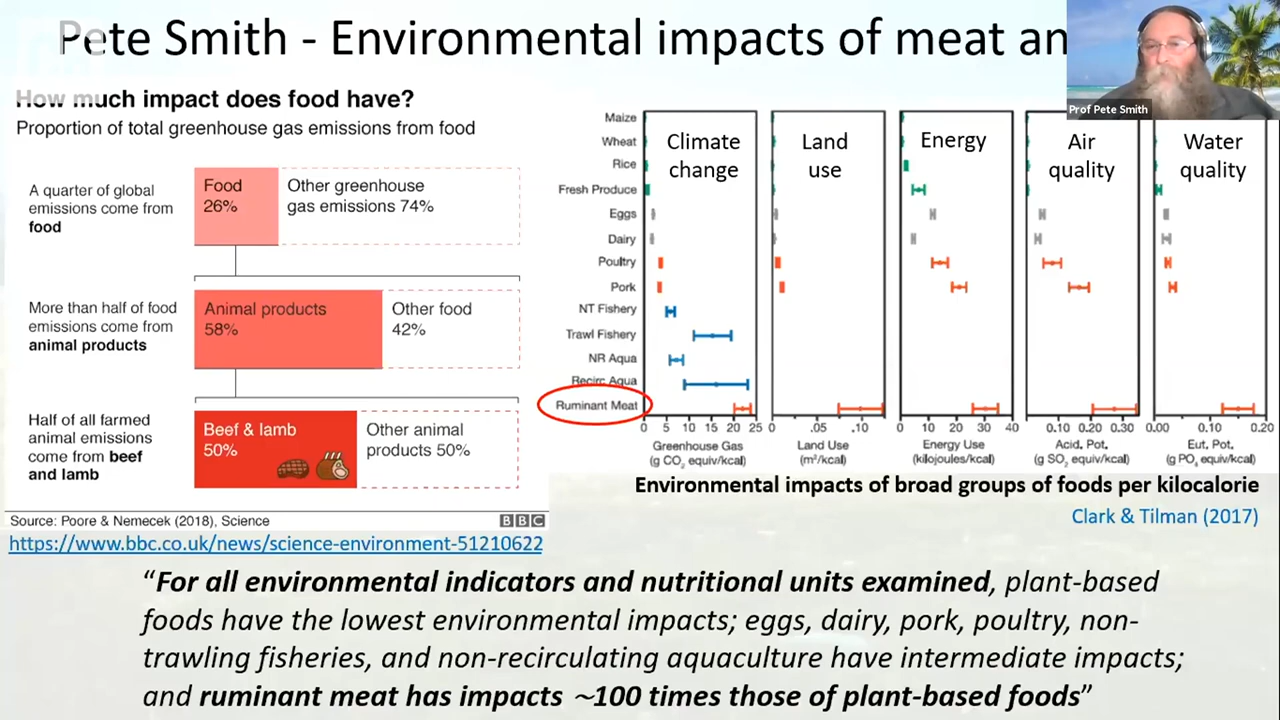 Pete Smith - Environmental impacts of meat an
Prof Pete Smith
How much impact does food have?
Proportion of total greenhouse gas emissions from food
A quarter of global
emissions come from
food
Food
26%
Other greenhouse
gas emissions 74%
More than half of food
emissions come from
animal products
Animal products
58%
Other food
42%
Half of all farmed
animal emissions
come from beef
and lamb
Beef & lamb
50%
Other animal
products 50%
Source: Poore & Nemecek (2018), Science
BBC
https://www.bbc.co.uk/news/science-environment-51210622
Maize
Wheat
Rice
Fresh Produce
Eggs
Dairy
Poultry
Pork
NT Fishery
Trawl Fishery
NR Aqua
Recirc Aqua
Ruminant Meat
Climate
change
0 5 10 15 20 25
Greenhouse Gas
(g CO2 equiv/kcal)
Land
use
0 .05 .10
Land Use
(m²/kcal)
Energy
0 10 20 30 40
Energy Use
(kilojoules/kcal)
Air
quality
0.0 0.10 0.20 0.30
Acid. Pot.
(g SO2 equiv/kcal)
Water
quality
0.00 0.10 0.20
Eut. Pot.
(g PO4 equiv/kcal)
Environmental impacts of broad groups of foods per kilocalorie
Clark & Tilman (2017)
“For all environmental indicators and nutritional units examined, plant-based
foods have the lowest environmental impacts; eggs, dairy, pork, poultry, non-
trawling fisheries, and non-recirculating aquaculture have intermediate impacts;
and ruminant meat has impacts ∼100 times those of plant-based foods”